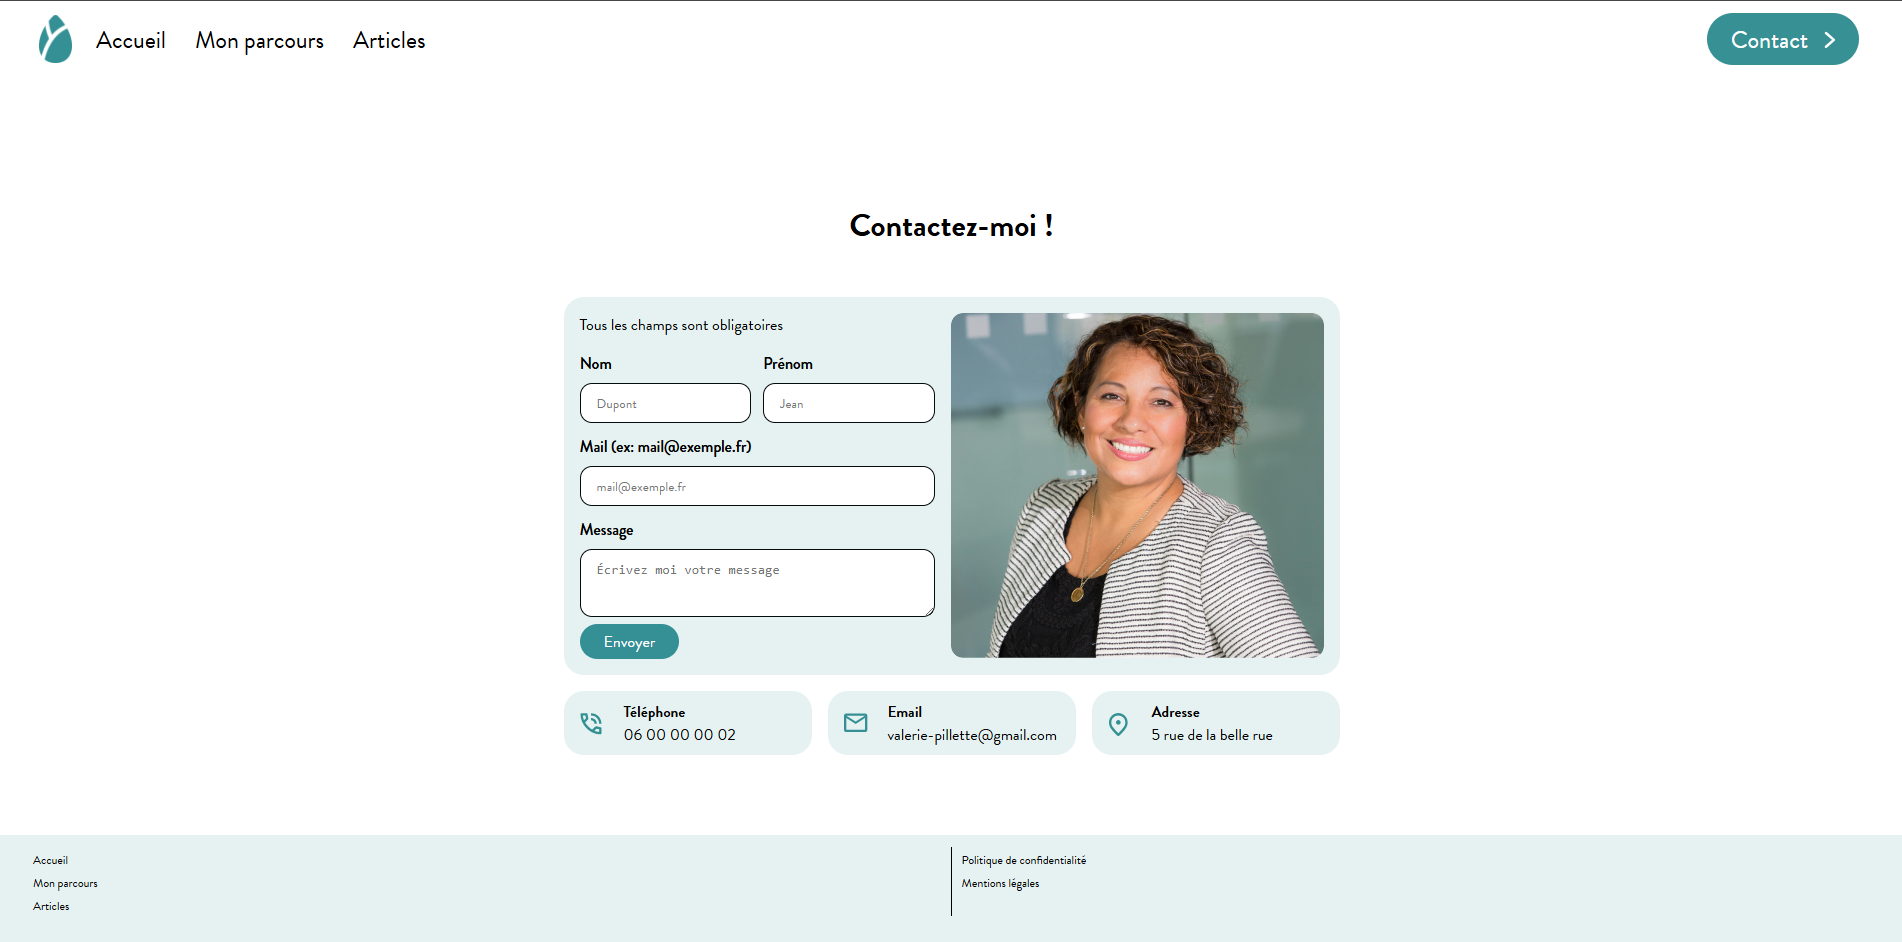 Accueil
Mon parcours
Articles
Contact
Contactez-moi !
Tous les champs sont obligatoires
Nom
Prénom
Dupont
Jean
Mail (ex: mail@exemple.fr)
mail@exemple.fr
Message
Écrivez moi votre message
Envoyer
Téléphone
06 00 00 00 02
Email
valerie-pillette@gmail.com
Adresse
5 rue de la belle rue
Accueil
Mon parcours
Articles
Politique de confidentialité
Mentions légales